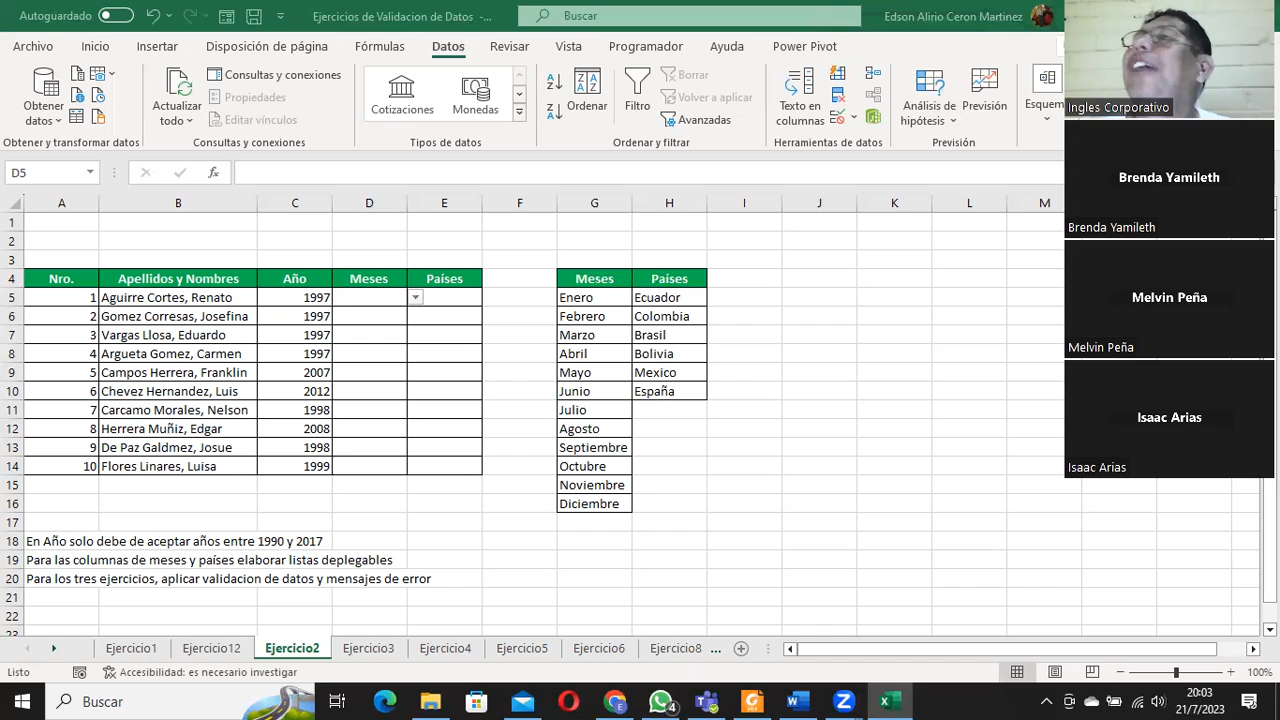 Autoguardado
Ejercicios de Validacion de Datos -...
Buscar
Edson Alirio Ceron Martinez
Archivo Inicio Insertar Disposición de página Fórmulas Datos Revisar Vista Programador Ayuda Power Pivot
Obtener datos
Actualizar todo
Consultas y conexiones
Propiedades
Editar vínculos
Cotizaciones
Monedas
Ordenar
Filtro
Borrar
Volver a aplicar
Avanzadas
Texto en columnas
Análisis de hipótesis
Previsión
Esquem
Obtener y transformar datos
Consultas y conexiones
Tipos de datos
Ordenar y filtrar
Herramientas de datos
Previsión
D5
fx
A B C D E F G H I J K L M
1
2
3
4 Nro. Apellidos y Nombres Año Meses Países Meses Países
5 1 Aguirre Cortes, Renato 1997 Enero Ecuador
6 2 Gomez Corresas, Josefina 1997 Febrero Colombia
7 3 Vargas Llosa, Eduardo 1997 Marzo Brasil
8 4 Argueta Gomez, Carmen 1997 Abril Bolivia
9 5 Campos Herrera, Franklin 2007 Mayo Mexico
10 6 Chevez Hernandez, Luis 2012 Junio España
11 7 Carcamo Morales, Nelson 1998 Julio
12 8 Herrera Muñiz, Edgar 2008 Agosto
13 9 De Paz Galdmez, Josue 1998 Septiembre
14 10 Flores Linares, Luisa 1999 Octubre
15 Noviembre
16 Diciembre
17
18 En Año solo debe de aceptar años entre 1990 y 2017
19 Para las columnas de meses y países elaborar listas deplegables
20 Para los tres ejercicios, aplicar validacion de datos y mensajes de error
21
22
23
Ejercicio1 Ejercicio12 Ejercicio2 Ejercicio3 Ejercicio4 Ejercicio5 Ejercicio6 Ejercicio8 ...
Listo
Accesibilidad: es necesario investigar
100%
Buscar
4
20:03
21/7/2023
Ingles Corporativo
Brenda Yamileth
Brenda Yamileth
Melvin Peña
Melvin Peña
Isaac Arias
Isaac Arias